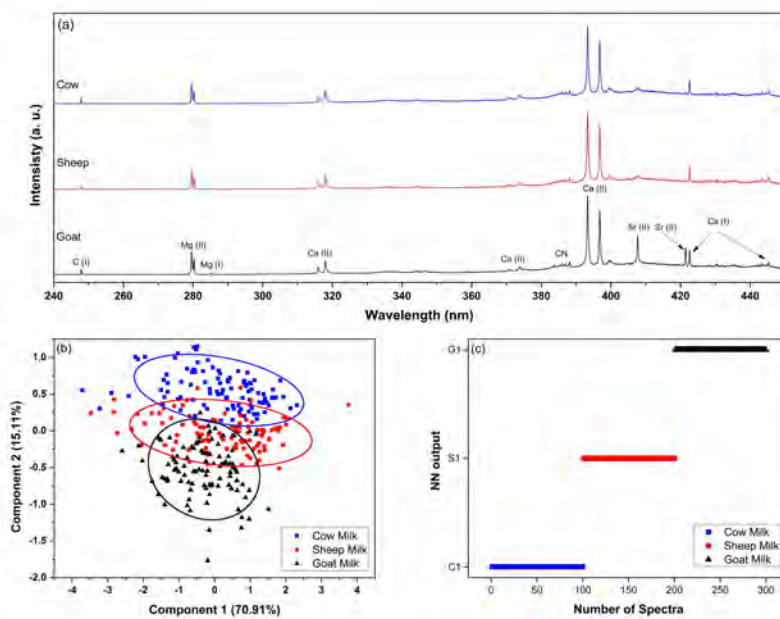 (a)
Intensisty (a. u.)
Cow
Sheep
Goat
C (I)
Mg (II)
Mg (I)
Ca (II)
Ca (II)
CN
Ca (II)
Sr (II)
Sr (II)
Ca (I)
240 260 280 300 320 340 360 380 400 420 440
Wavelength (nm)
(b)
Component 2 (15.11%)
1,0
0,5
0,0
-0,5
-1,0
-1,5
-2,0
-4 -3 -2 -1 0 1 2 3 4
Component 1 (70.91%)
Cow Milk
Sheep Milk
Goat Milk
(c)
NN output
G1
S1
G1
0 50 100 150 200 250 300
Number of Spectra
Cow Milk
Sheep Milk
Goat Milk